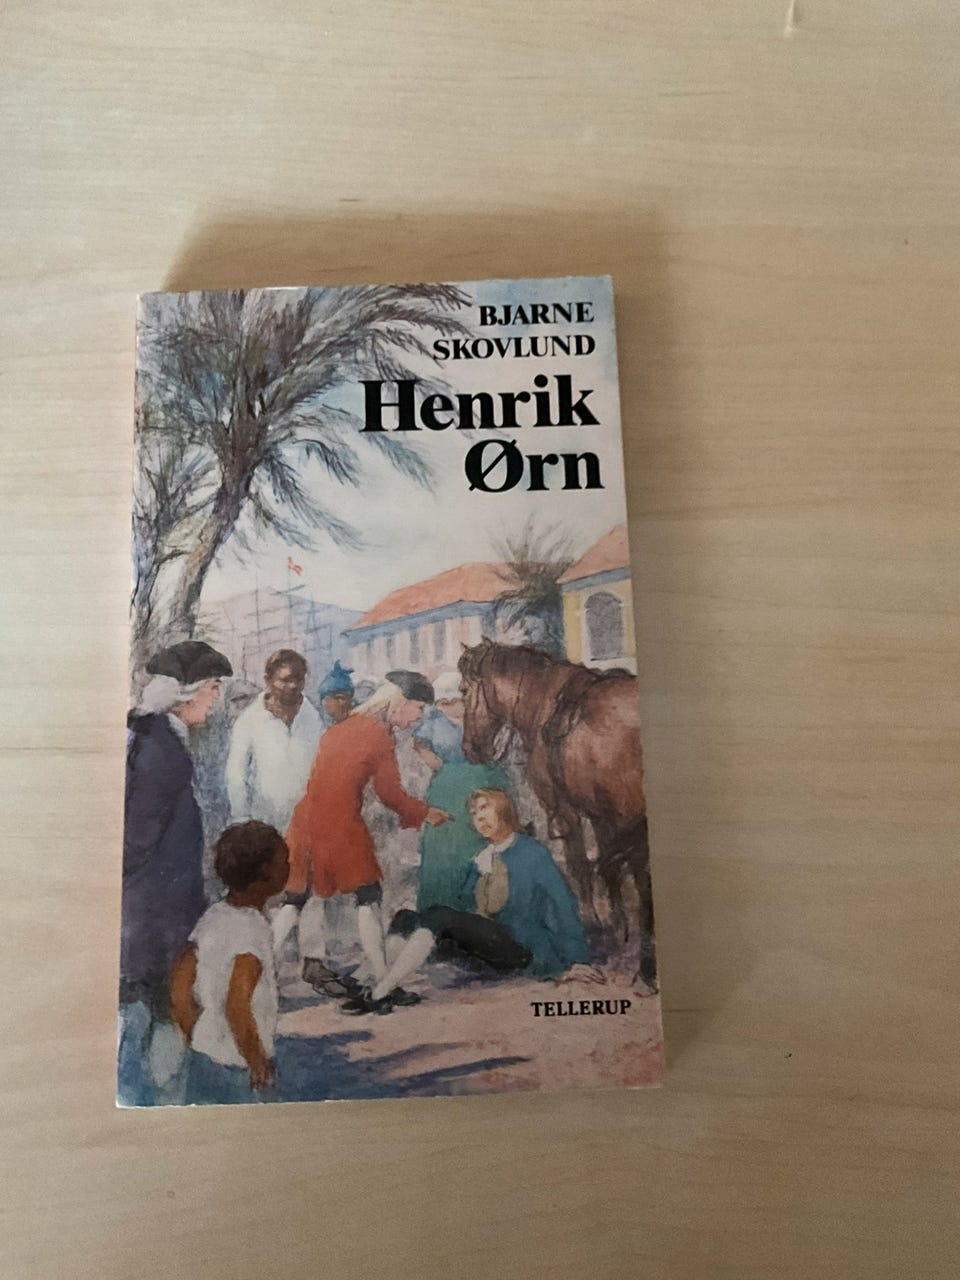 BJARNE
SKOVLUND
Henrik
Ørn
TELLERUP